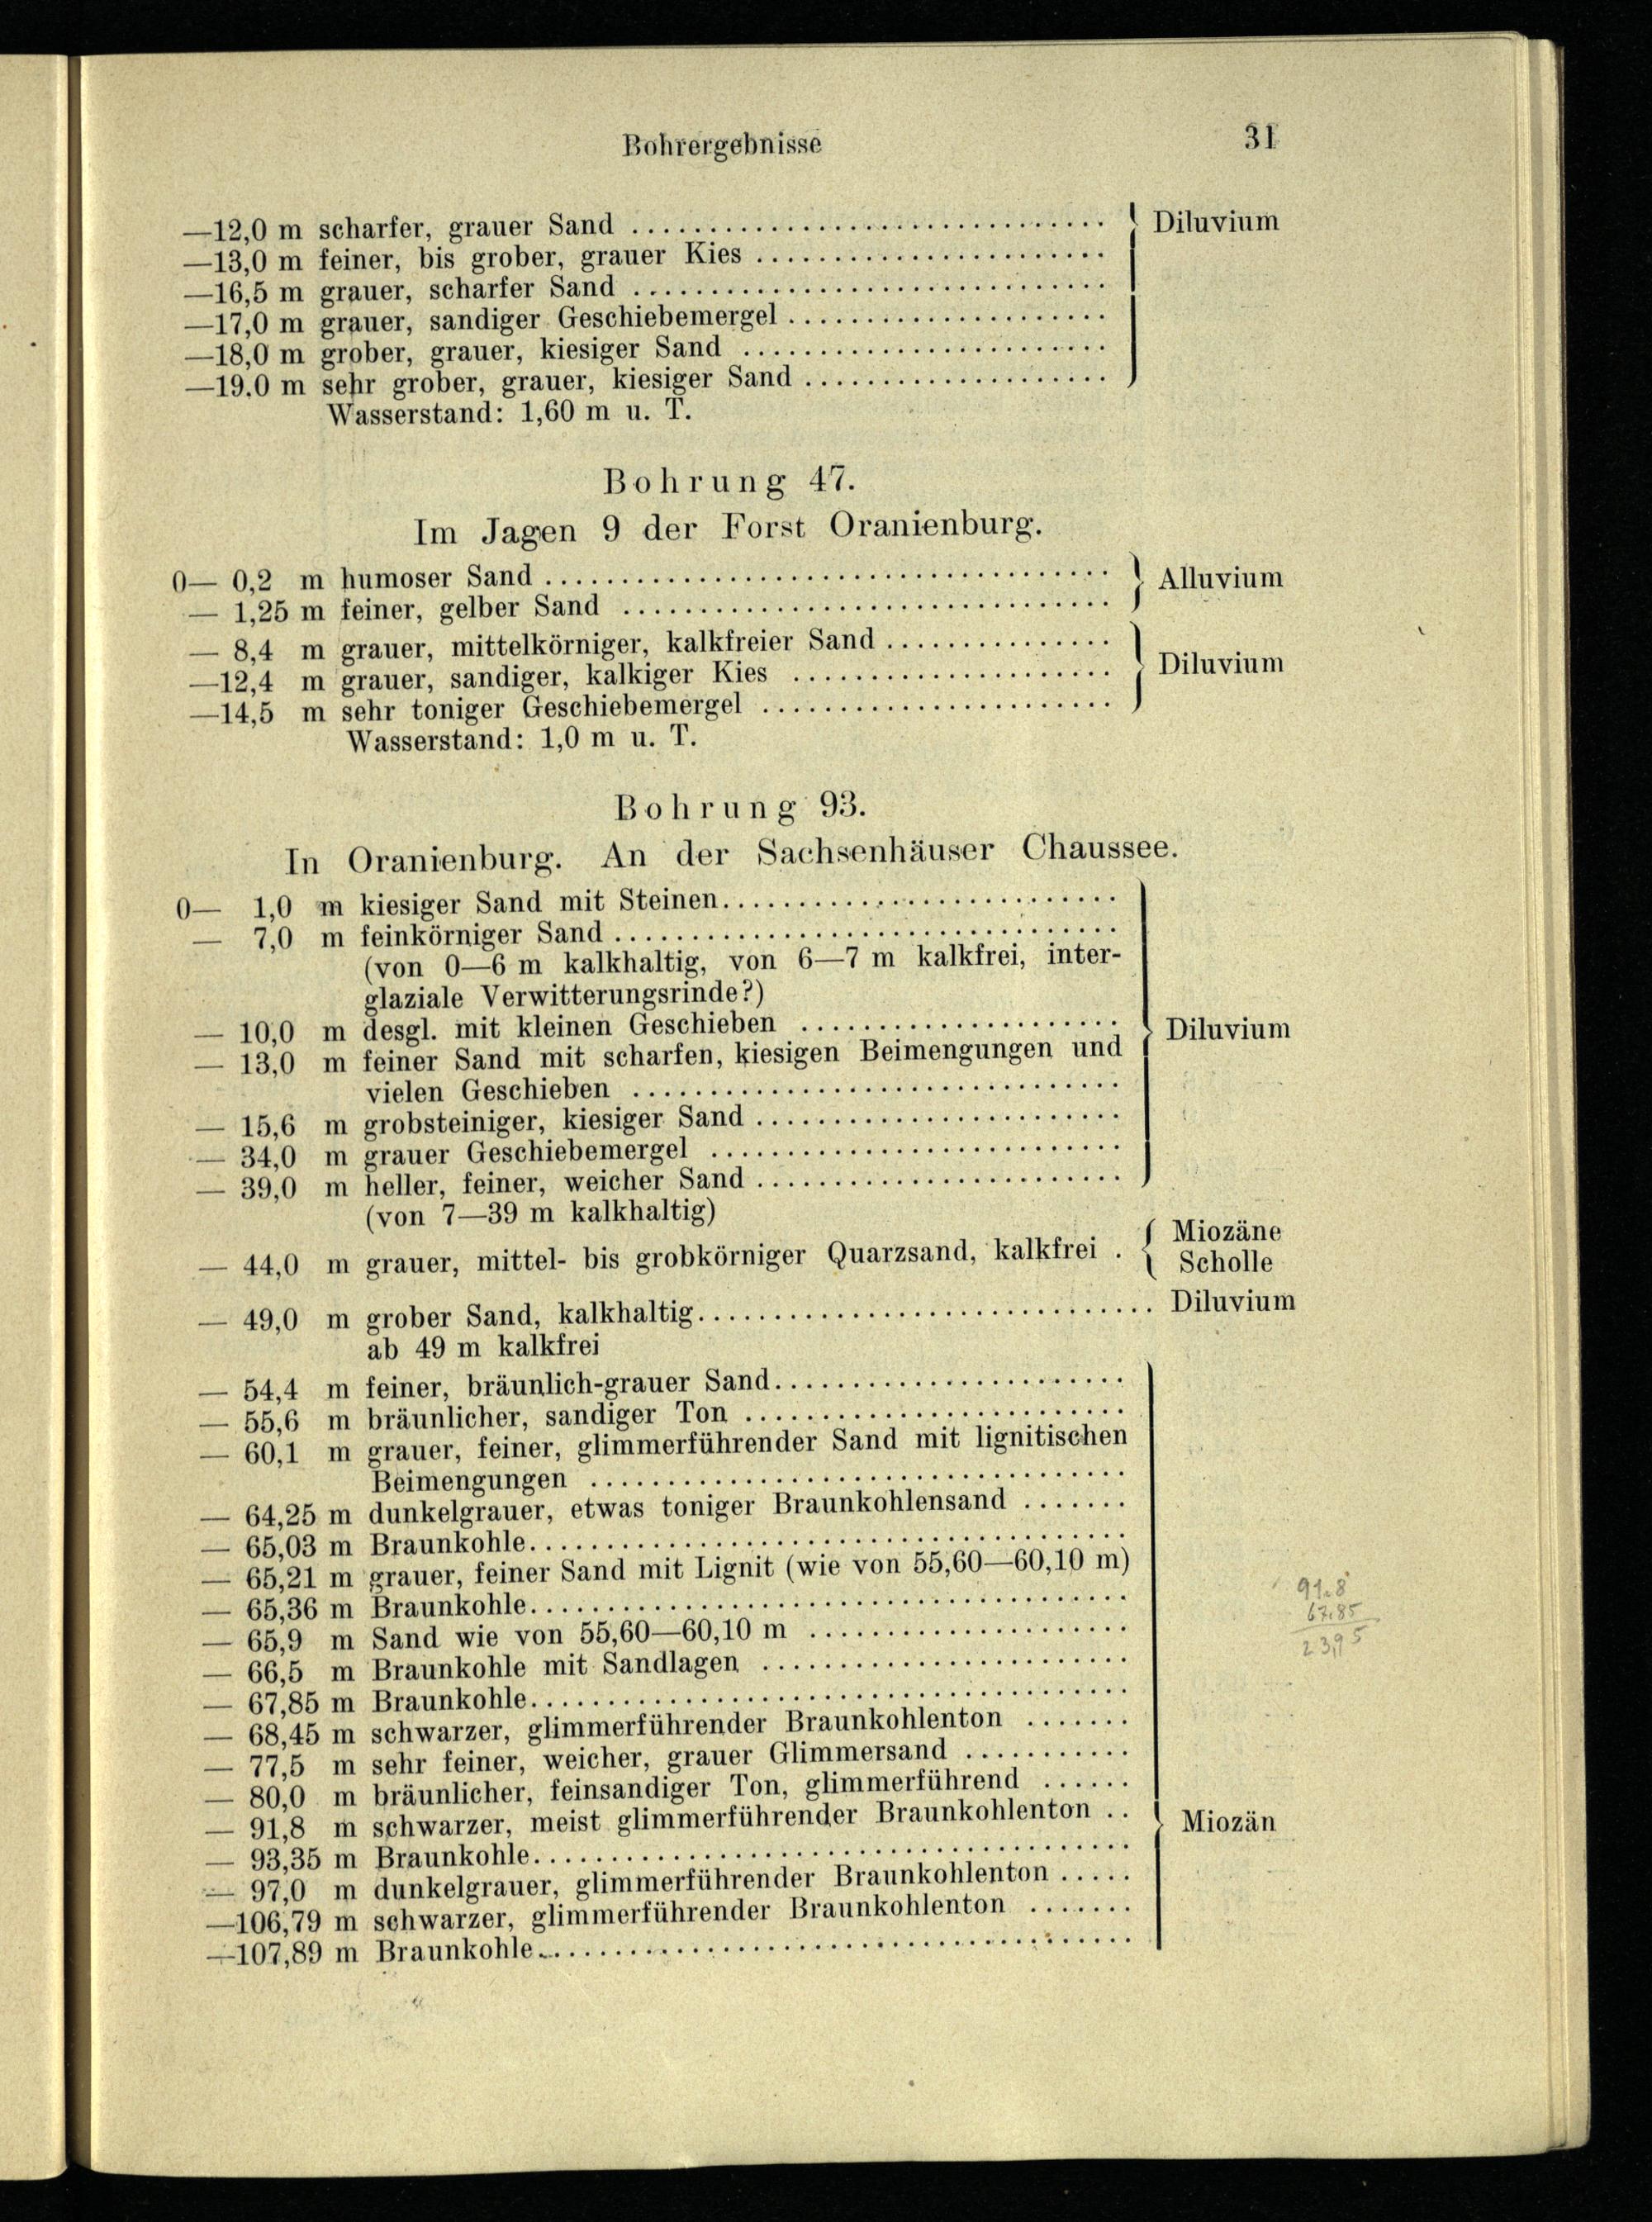 Bohrergebnisse 31
—12,0 m scharfer, grauer Sand .............................. Diluvium
—13,0 m feiner, bis grober, grauer Kies .......................
—16,5 m grauer, scharfer Sand ..............................
—17,0 m grauer, sandiger Geschiebemergel .....................
—18,0 m grober, grauer, kiesiger Sand ........................
—19.0 m sehr grober, grauer, kiesiger Sand ....................
Wasserstand: 1,60 m u. T.
Bohrung 47.
Im Jagen 9 der Forst Oranienburg.
0— 0,2 m humoser Sand .................................... Alluvium
— 1,25 m feiner, gelber Sand ...............................
— 8,4 m grauer, mittelkörniger, kalkfreier Sand ...............
—12,4 m grauer, sandiger, kalkiger Kies ..................... Diluvium
—14,5 m sehr toniger Geschiebemergel .......................
Wasserstand: 1,0 m u. T.
Bohrung 93.
In Oranienburg. An der Sachsenhäuser Chaussee.
0— 1,0 m kiesiger Sand mit Steinen..........................
— 7,0 m feinkörniger Sand .................................
(von 0—6 m kalkhaltig, von 6—7 m kalkfrei, inter-
glaziale Verwitterungsrinde?)
— 10,0 m desgl. mit kleinen Geschieben ..................... Diluvium
— 13,0 m feiner Sand mit scharfen, kiesigen Beimengungen und
vielen Geschieben ...............................
— 15,6 m grobsteiniger, kiesiger Sand ........................
— 34,0 m grauer Geschiebemergel ...........................
— 39,0 m heller, feiner, weicher Sand ........................
(von 7—39 m kalkhaltig)
— 44,0 m grauer, mittel- bis grobkörniger Quarzsand, kalkfrei . Miozäne Scholle
— 49,0 m grober Sand, kalkhaltig.............................. Diluvium
ab 49 m kalkfrei
— 54,4 m feiner, bräunlich-grauer Sand.......................
— 55,6 m bräunlicher, sandiger Ton .........................
— 60,1 m grauer, feiner, glimmerführender Sand mit lignitischen
Beimengungen ..................................
— 64,25 m dunkelgrauer, etwas toniger Braunkohlensand .......
— 65,03 m Braunkohle.......................................
— 65,21 m grauer, feiner Sand mit Lignit (wie von 55,60—60,10 m)
— 65,36 m Braunkohle.......................................
— 65,9 m Sand wie von 55,60—60,10 m .....................
— 66,5 m Braunkohle mit Sandlagen ........................
— 67,85 m Braunkohle.......................................
— 68,45 m schwarzer, glimmerführender Braunkohlenton .......
— 77,5 m sehr feiner, weicher, grauer Glimmersand ...........
— 80,0 m bräunlicher, feinsandiger Ton, glimmerführend ......
— 91,8 m schwarzer, meist glimmerführender Braunkohlenton .. Miozän
— 93,35 m Braunkohle.......................................
— 97,0 m dunkelgrauer, glimmerführender Braunkohlenton .....
—106,79 m schwarzer, glimmerführender Braunkohlenton .......
—107,89 m Braunkohle.......................................
91.8
67.85
23,95